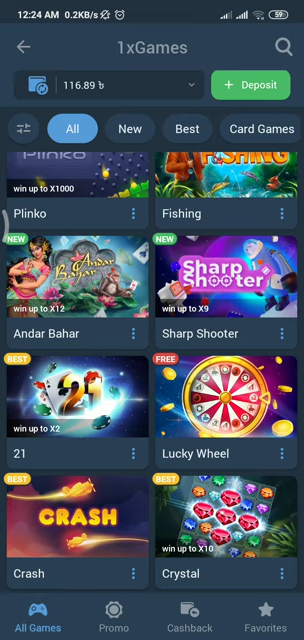 12:24 AM 0.2KB/s
59
1xGames
116.89 ৳
+ Deposit
All
New
Best
Card Games
Plinko
win up to X1000
FISHING
Plinko
Fishing
NEW
Andar Bahar
win up to X12
NEW
Sharp Shooter
win up to X9
Andar Bahar
Sharp Shooter
BEST
21
win up to X2
FREE
21
Lucky Wheel
BEST
CRASH
BEST
win up to X10
Crash
Crystal
All Games
Promo
Cashback
Favorites